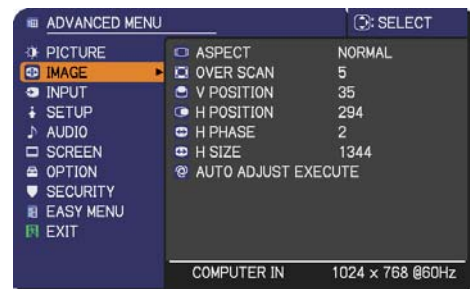 ADVANCED MENU : SELECT
PICTURE
IMAGE
INPUT
SETUP
AUDIO
SCREEN
OPTION
SECURITY
EASY MENU
EXIT
ASPECT NORMAL
OVER SCAN 5
V POSITION 35
H POSITION 294
H PHASE 2
H SIZE 1344
AUTO ADJUST EXECUTE
COMPUTER IN 1024 x 768 @60Hz